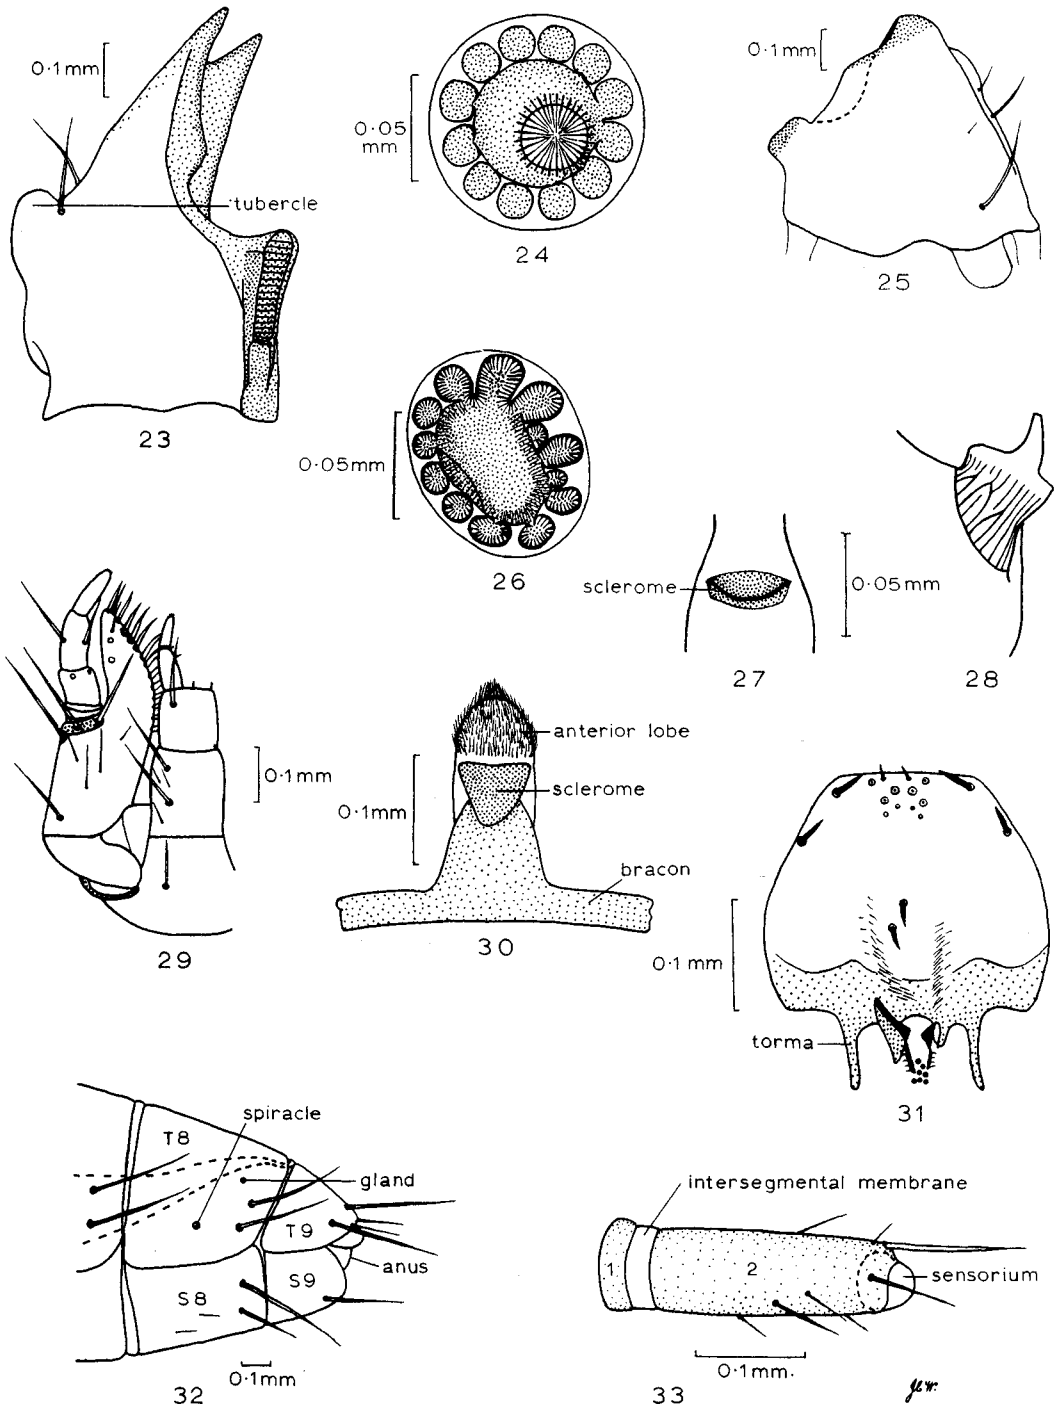 0·1mm
tubercle
23
0·05
mm
24
0·1mm
25
0·05mm
26
sclerome
0·05mm
27
28
0·1mm
29
anterior lobe
sclerome
0·1mm
bracon
30
0·1mm
torma
31
spiracle
T8
gland
T9
anus
S9
S8
0·1mm
32
intersegmental membrane
1
2
sensorium
0·1mm.
33